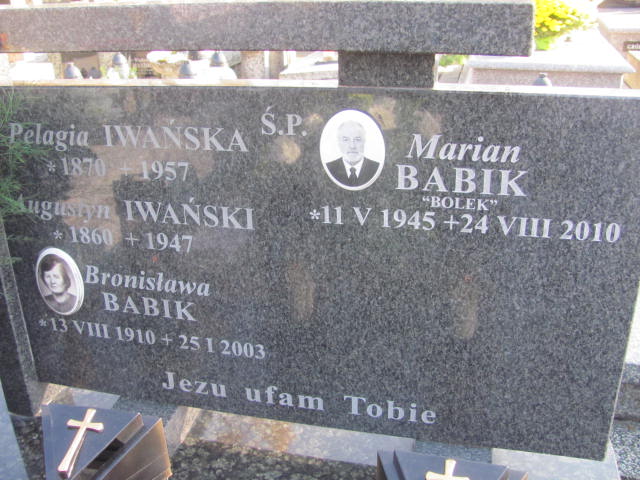 Ś.P.
Pelagia IWAŃSKA
*1870 + 1957
Augustyn IWAŃSKI
*1860 + 1947
Bronisława
BABIK
*13 VIII 1910 + 25 I 2003
Marian
BABIK
“BOLEK”
*11 V 1945 +24 VIII 2010
Jezu ufam Tobie